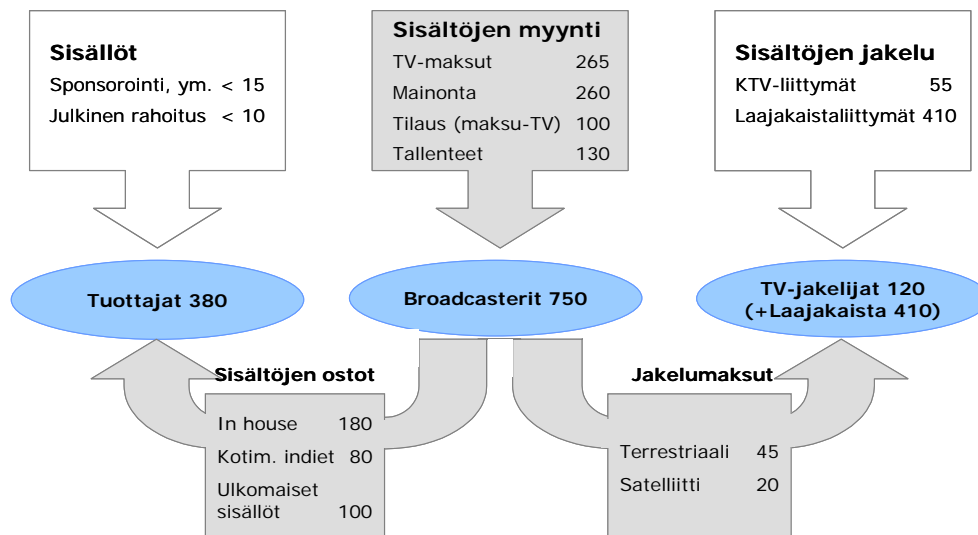 Sisällöt
Sponsorointi, ym. < 15
Julkinen rahoitus < 10
Sisältöjen myynti
TV-maksut 265
Mainonta 260
Tilaus (maksu-TV) 100
Tallenteet 130
Sisältöjen jakelu
KTV-liittymät 55
Laajakaistaliittymät 410
Tuottajat 380
Broadcasterit 750
TV-jakelijat 120
(+Laajakaista 410)
Sisältöjen ostot
In house 180
Kotim. indiet 80
Ulkomaiset
sisällöt 100
Jakelumaksut
Terrestriaali 45
Satelliitti 20